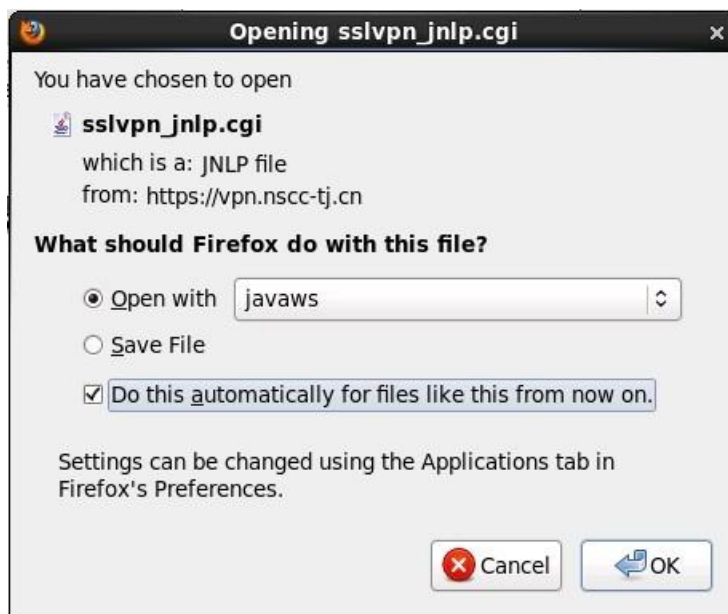 Opening sslvpn_jnlp.cgi
You have chosen to open
sslvpn_jnlp.cgi
which is a: JNLP file
from: https://vpn.nscc-tj.cn
What should Firefox do with this file?
Open with javaws
Save File
Do this automatically for files like this from now on.
Settings can be changed using the Applications tab in
Firefox's Preferences.
Cancel OK